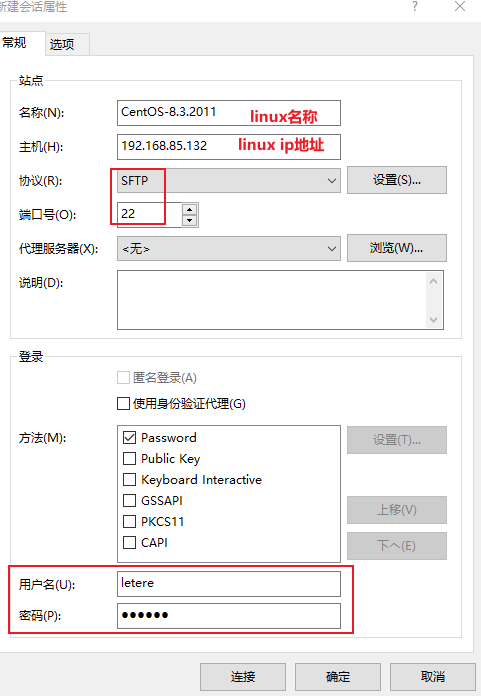 新建会话属性
?
常规
选项
站点
名称(N): CentOS-8.3.2011 linux名称
主机(H): 192.168.85.132 linux ip地址
协议(R): SFTP 设置(S)...
端口号(O): 22
代理服务器(X): <无> 浏览(W)...
说明(D):
登录
匿名登录(A)
使用身份验证代理(G)
方法(M): Password 设置(T)...
Public Key
Keyboard Interactive
GSSAPI
PKCS11 上移(V)
CAPI 下へ(E)
用户名(U): letere
密码(P): ●●●●●●
连接 确定 取消